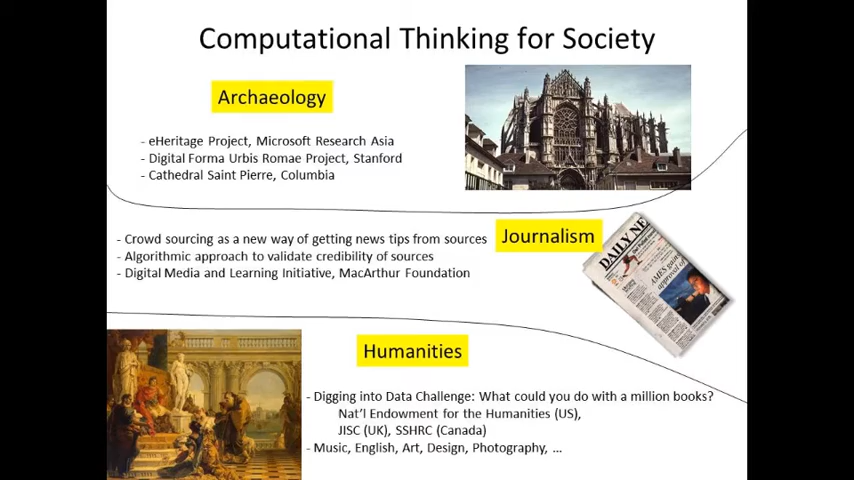 Computational Thinking for Society
Archaeology
- eHeritage Project, Microsoft Research Asia
- Digital Forma Urbis Romae Project, Stanford
- Cathedral Saint Pierre, Columbia
- Crowd sourcing as a new way of getting news tips from sources
- Algorithmic approach to validate credibility of sources
- Digital Media and Learning Initiative, MacArthur Foundation
Journalism
DAILY NE
Humanities
- Digging into Data Challenge: What could you do with a million books?
Nat'l Endowment for the Humanities (US),
JISC (UK), SSHRC (Canada)
- Music, English, Art, Design, Photography, ...